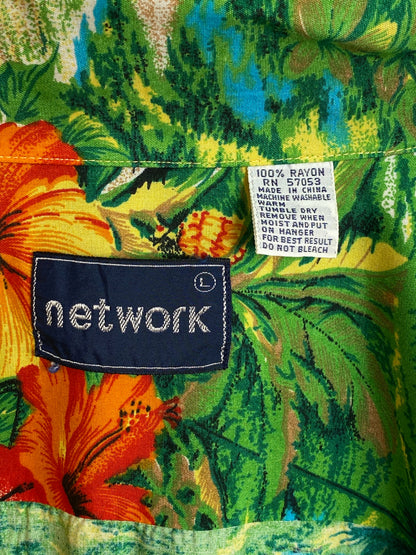 100% RAYON
RN 57053
MADE IN CHINA
MACHINE WASHABLE
WARM
TUMBLE DRY
REMOVE WHEN
MOIST AND PUT
ON HANGER
FOR BEST RESULT
DO NOT BLEACH
L
network